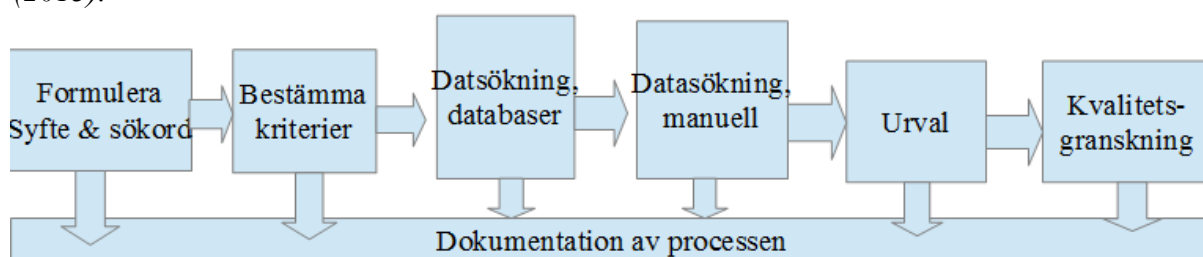 (2013).
Formulera
Syfte & sökord
Bestämma
kriterier
Datsökning,
databaser
Datasökning,
manuell
Urval
Kvalitets-
granskning
Dokumentation av processen